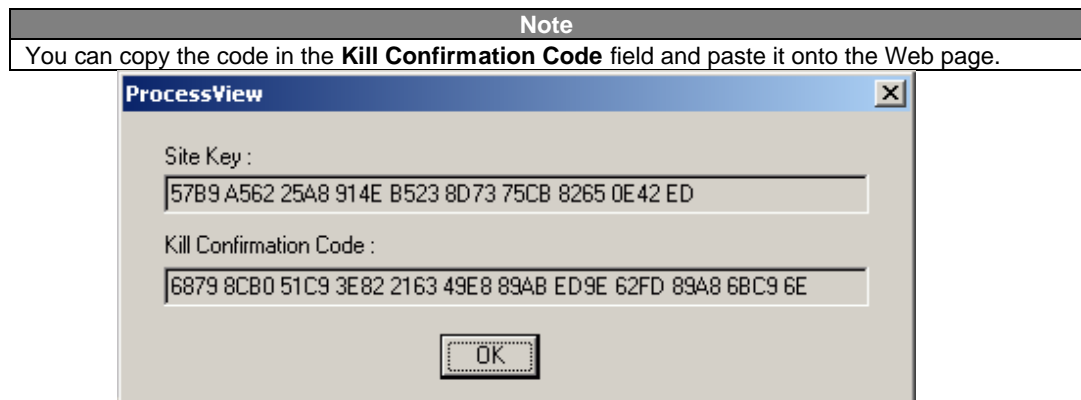 Note
You can copy the code in the Kill Confirmation Code field and paste it onto the Web page.
ProcessView
Site Key :
57B9 A562 25A8 914E B523 8D73 75CB 8265 0E42 ED
Kill Confirmation Code :
6879 8CB0 51C9 3E82 2163 49E8 89AB ED9E 62FD 89A8 6BC9 6E
OK